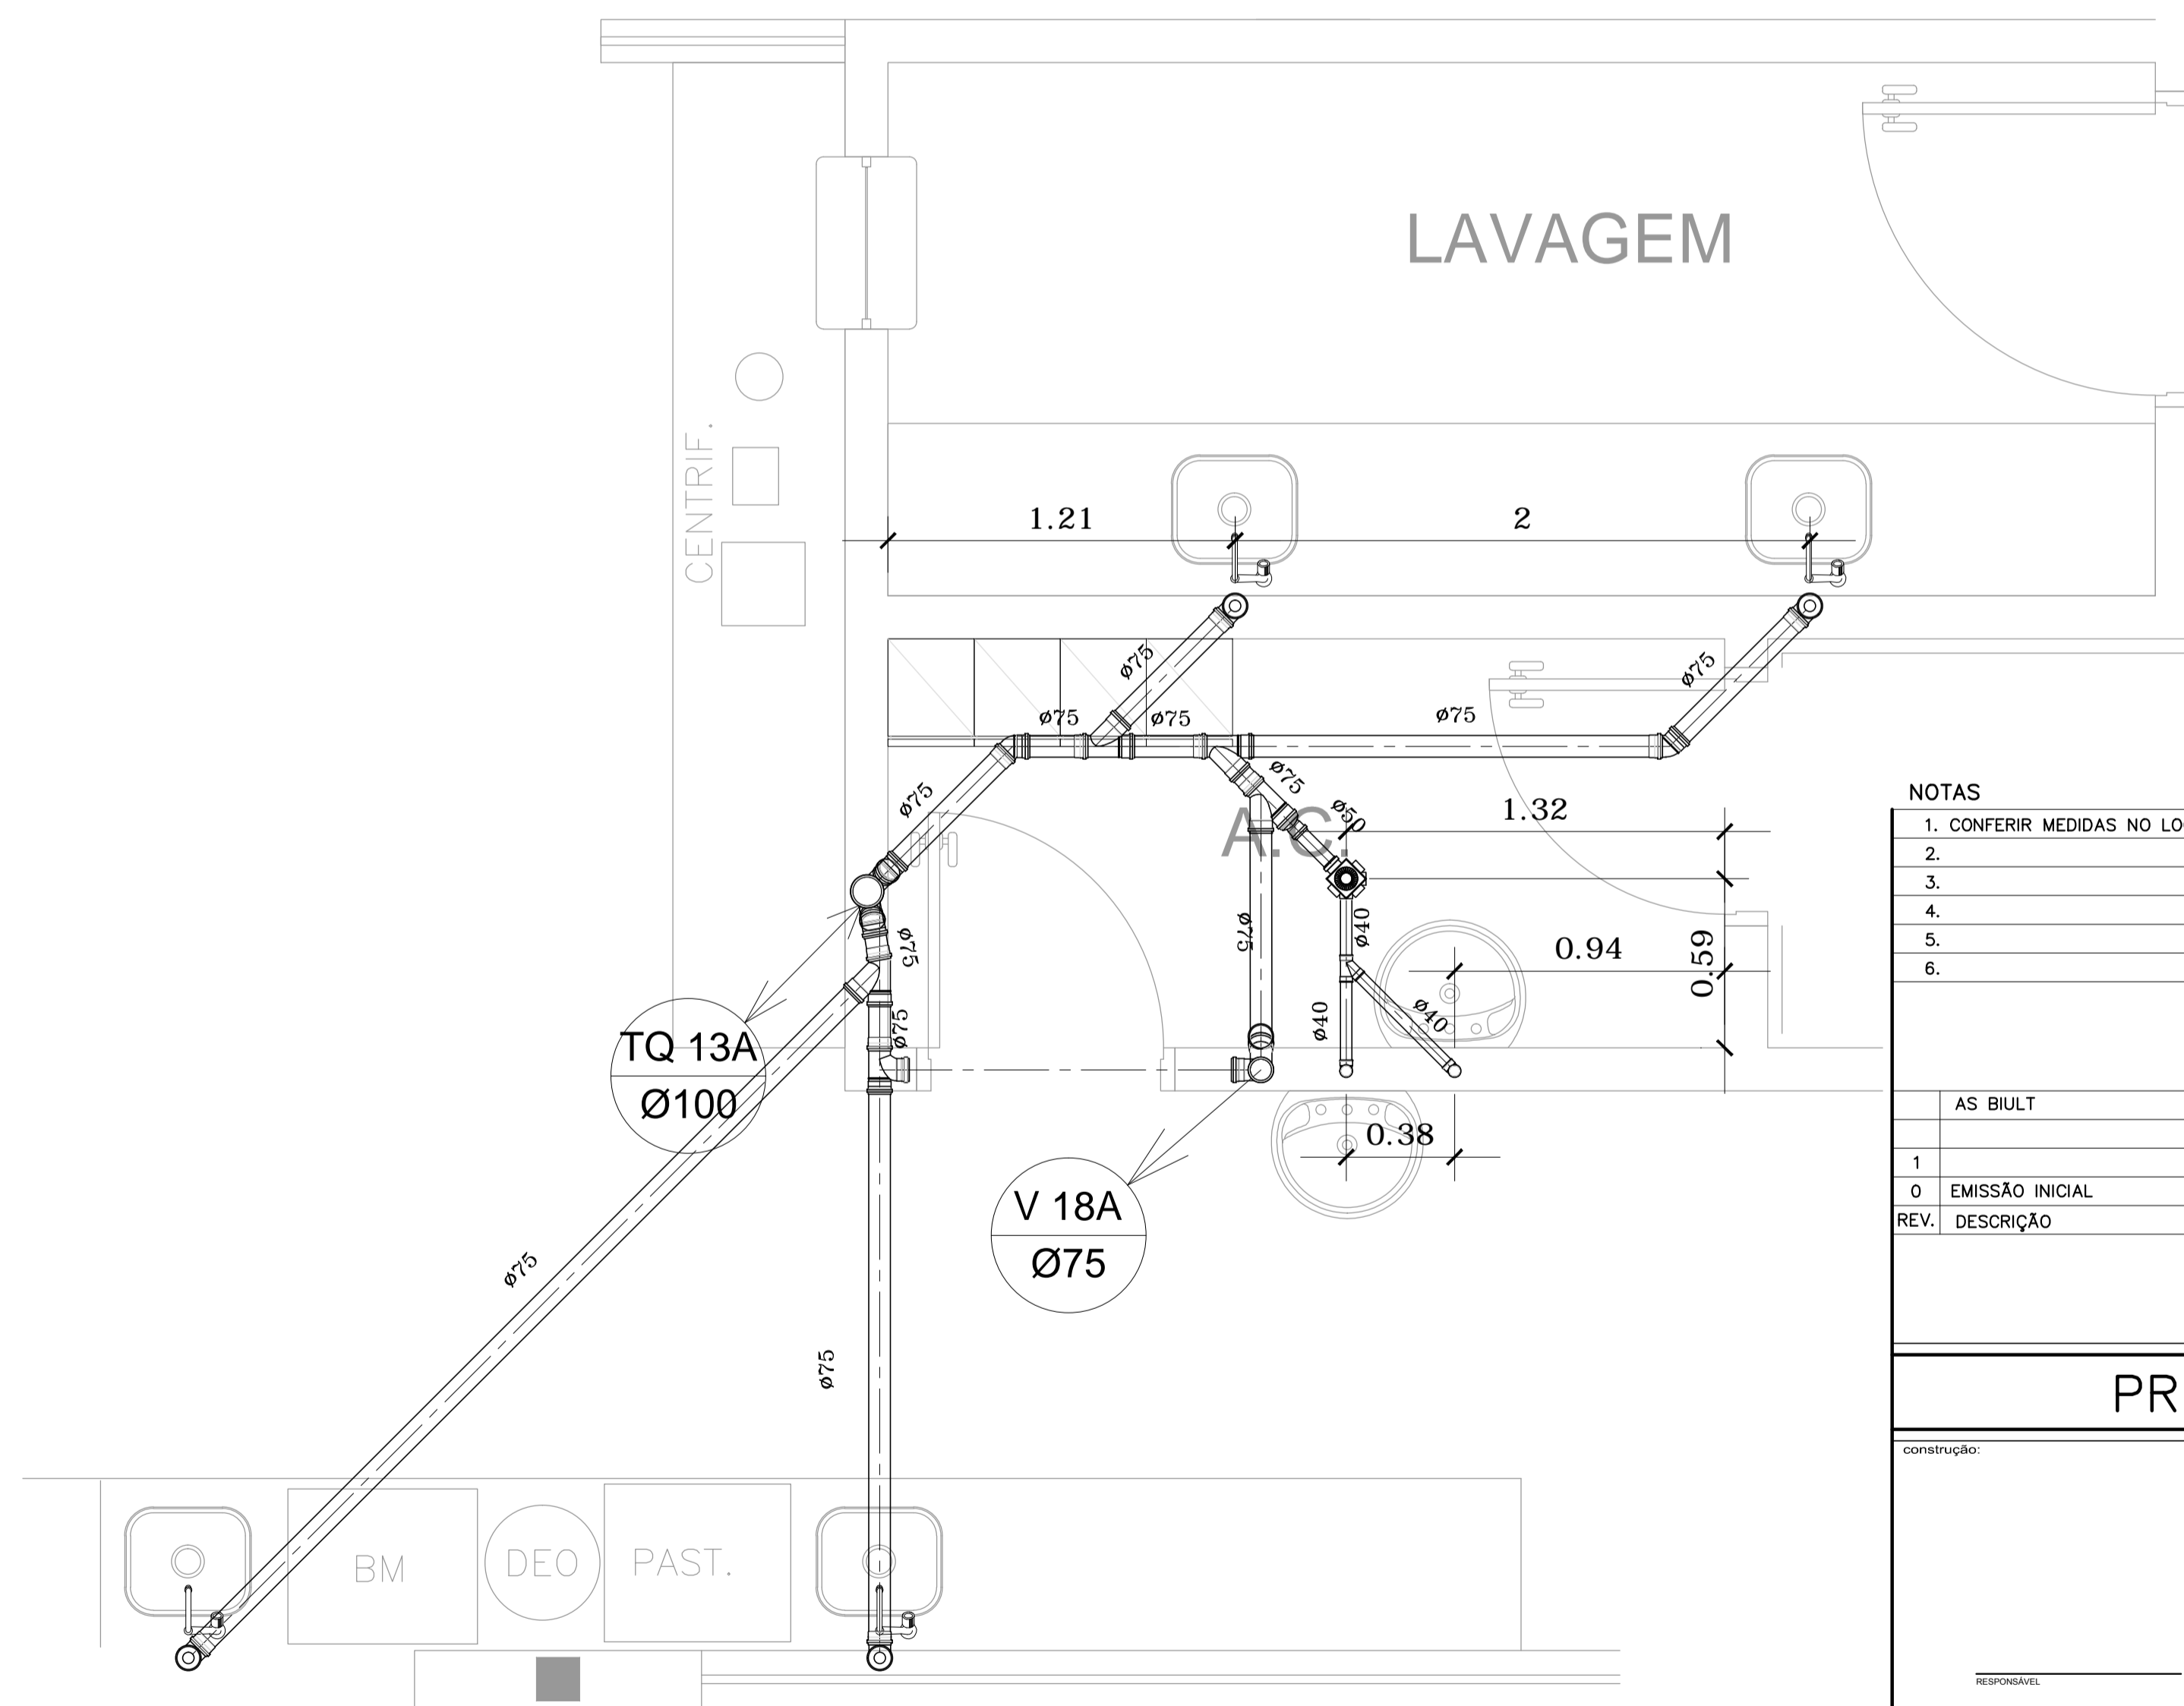 LAVAGEM
CENTRIF.
1.21
2
ø75
ø75
ø75
ø75
ø75
ø75
ø75
ø50
A.C.
1.32
NOTAS
1. CONFERIR MEDIDAS NO LO
2.
3.
4.
5.
6.
ø75
ø75
ø40
0.94
0.59
ø75
ø40
ø40
TQ 13A
Ø100
0.38
V 18A
Ø75
AS BIULT
1
0 EMISSÃO INICIAL
REV. DESCRIÇÃO
ø75
ø75
PR
construção:
BM
DEO
PAST.
RESPONSÁVEL